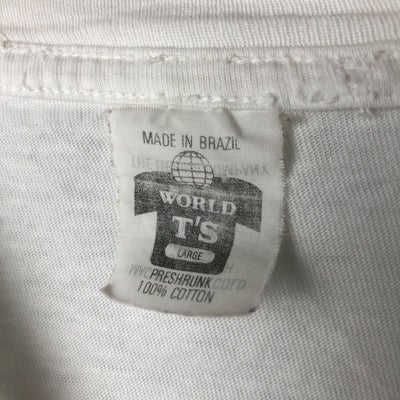 MADE IN BRAZIL
WORLD
T'S
LARGE
PRESHRUNK
100% COTTON